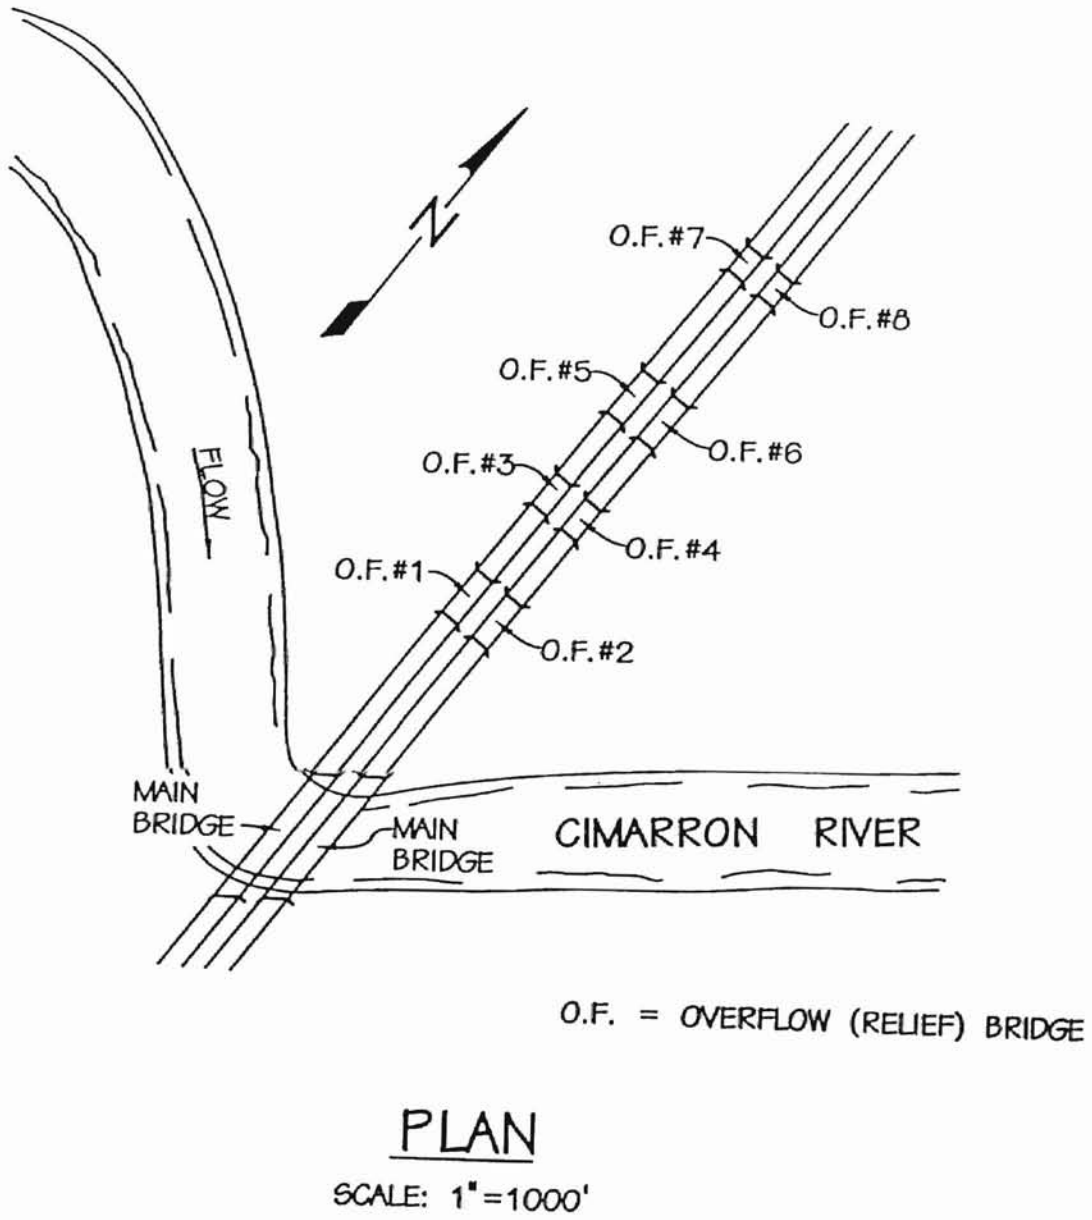 N
O.F.#7
O.F.#8
O.F.#5
O.F.#6
O.F.#3
O.F.#4
O.F.#1
O.F.#2
FLOW
MAIN
BRIDGE
MAIN
BRIDGE
CIMARRON RIVER
O.F. = OVERFLOW (RELIEF) BRIDGE
PLAN
SCALE: 1"=1000'